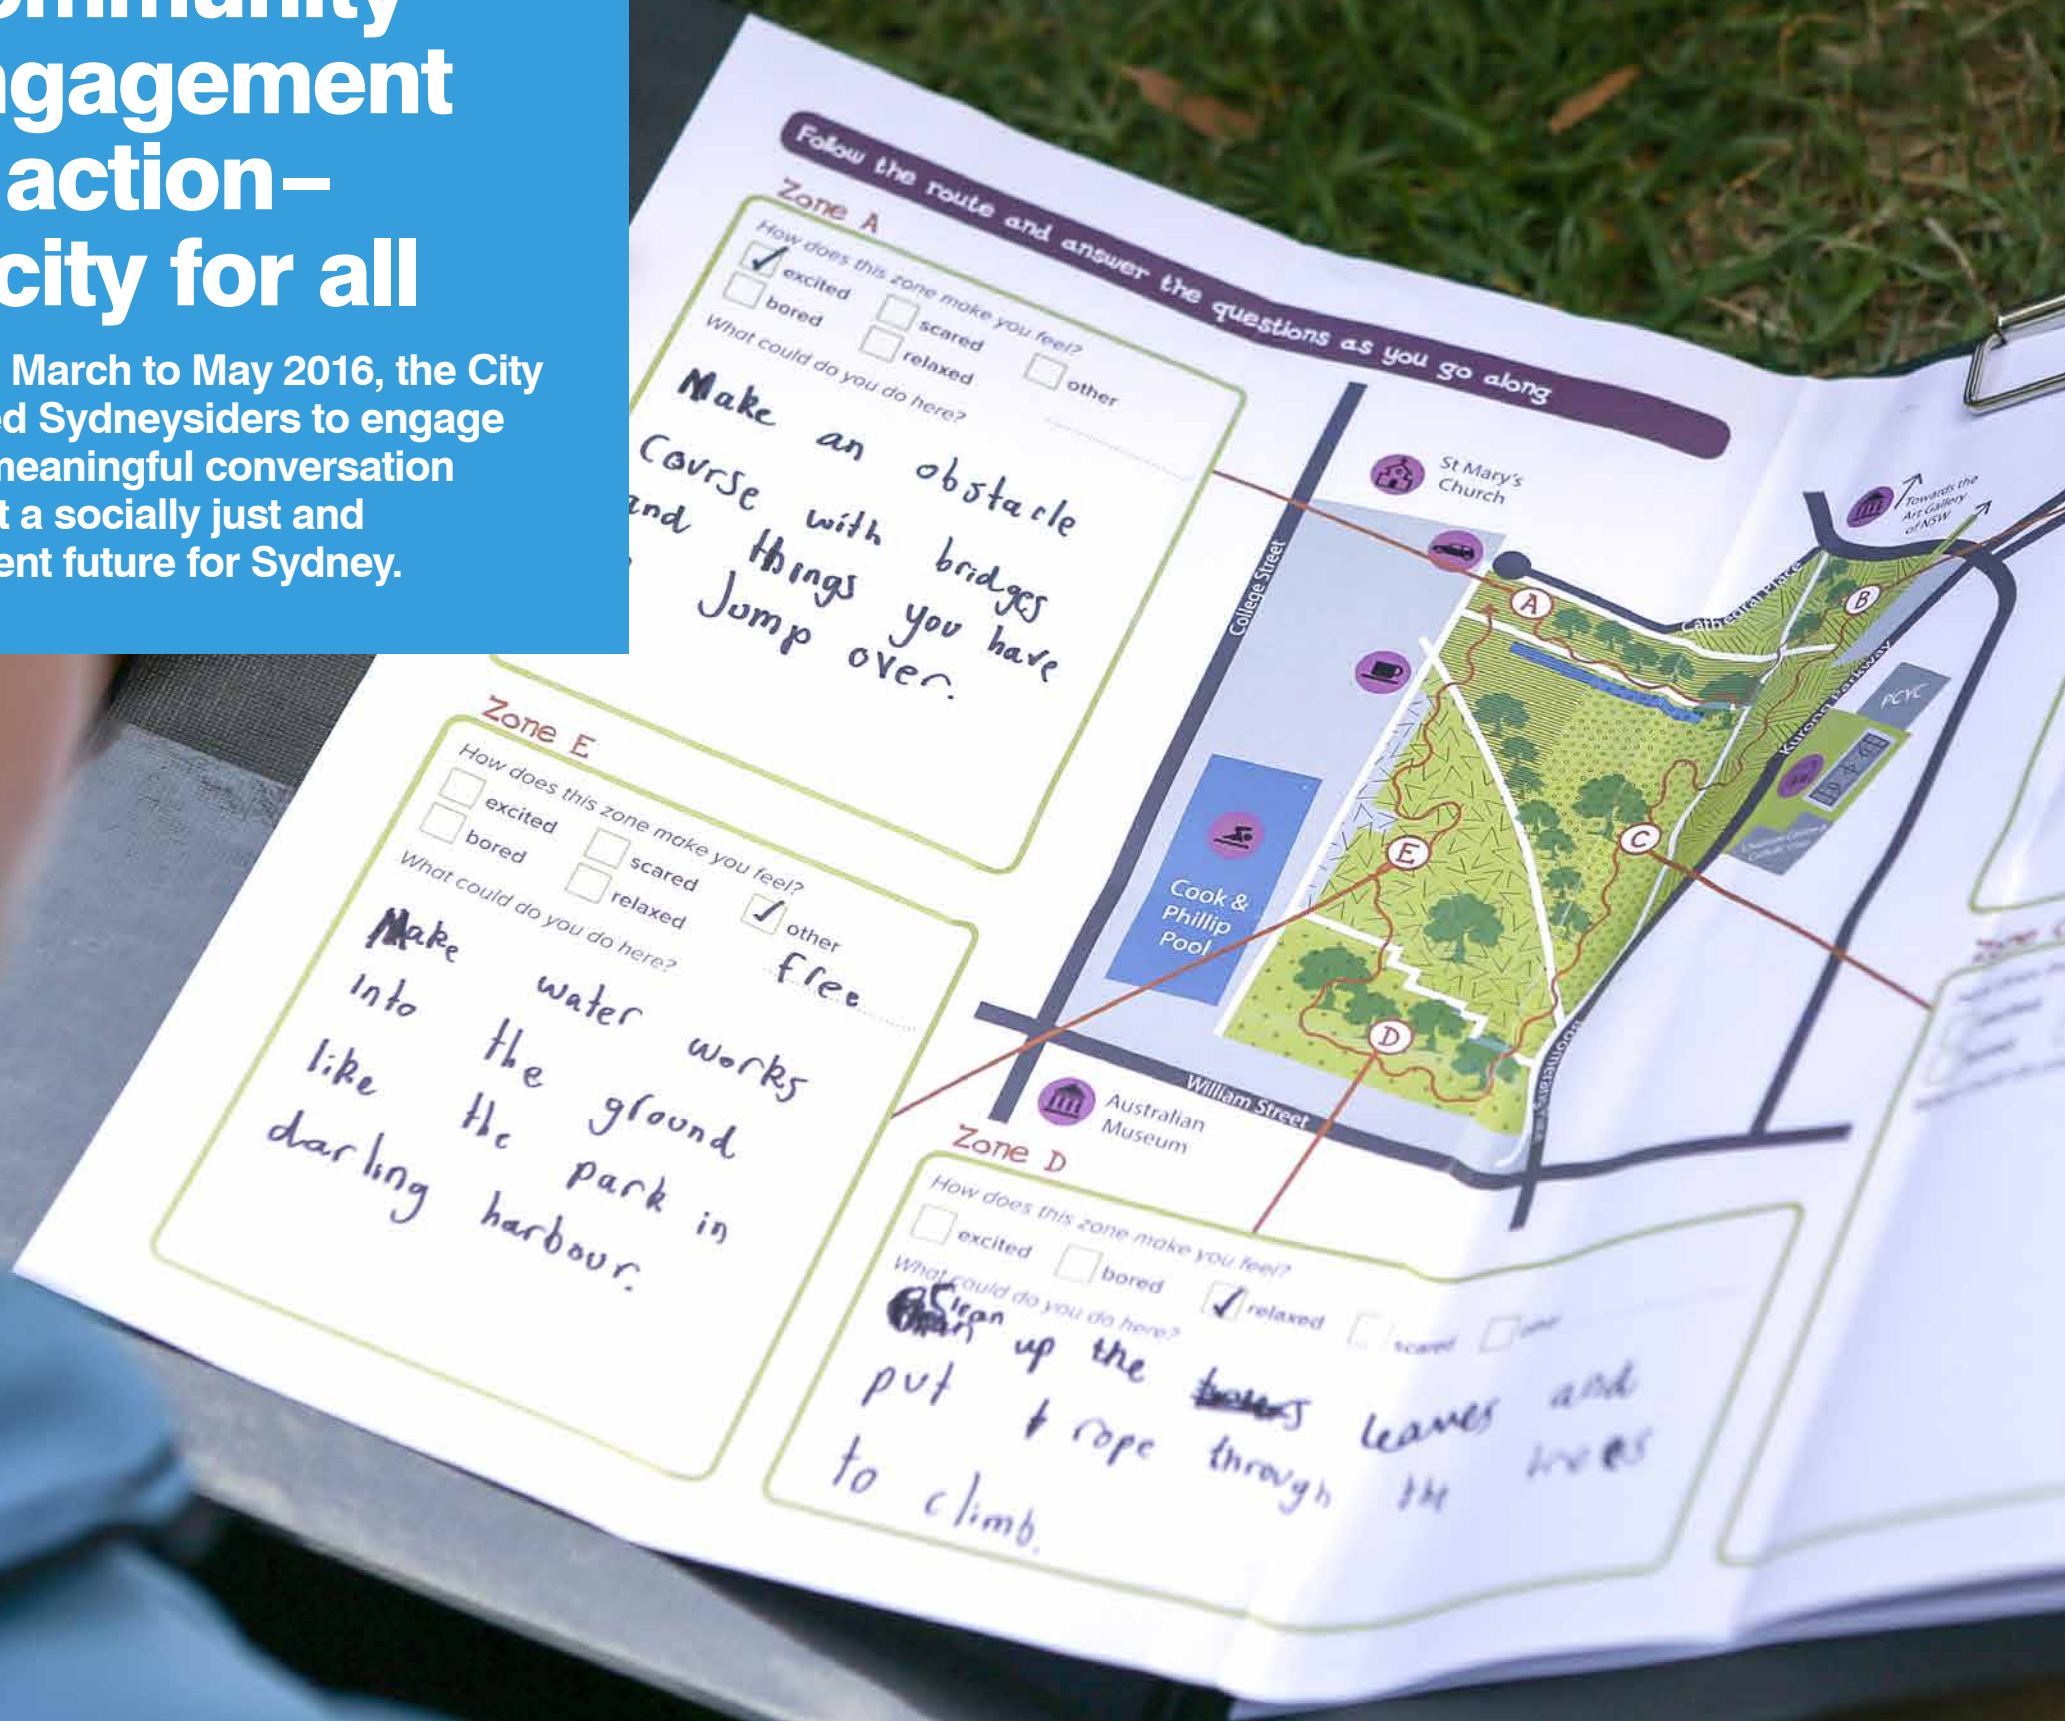 ommunity
ngagement
action–
city for all
March to May 2016, the City
ed Sydneysiders to engage
meaningful conversation
t a socially just and
ent future for Sydney.
Follow the route and answer the questions as you go along
Zone A
How does this zone make you feel?
excited scared other
bored relaxed
What could do you do here?
Make an obstacle
Course with bridges
and things you have
Jump over.
Zone E
How does this zone make you feel?
excited scared other
bored relaxed
What could do you do here?
free
Make water works
into the ground
like the park in
darling harbour.
St Mary's
Church
Towards the
Art Gallery
of NSW
College Street
Cathedral Place
A
B
Kurong Parkway
PCYC
C
E
D
Cook &
Phillip
Pool
William Street
Australian
Museum
Zone D
How does this zone make you feel?
excited bored relaxed scared other
What could do you do here?
Clean up the leaves and
put rope through the trees
to climb.
Zone